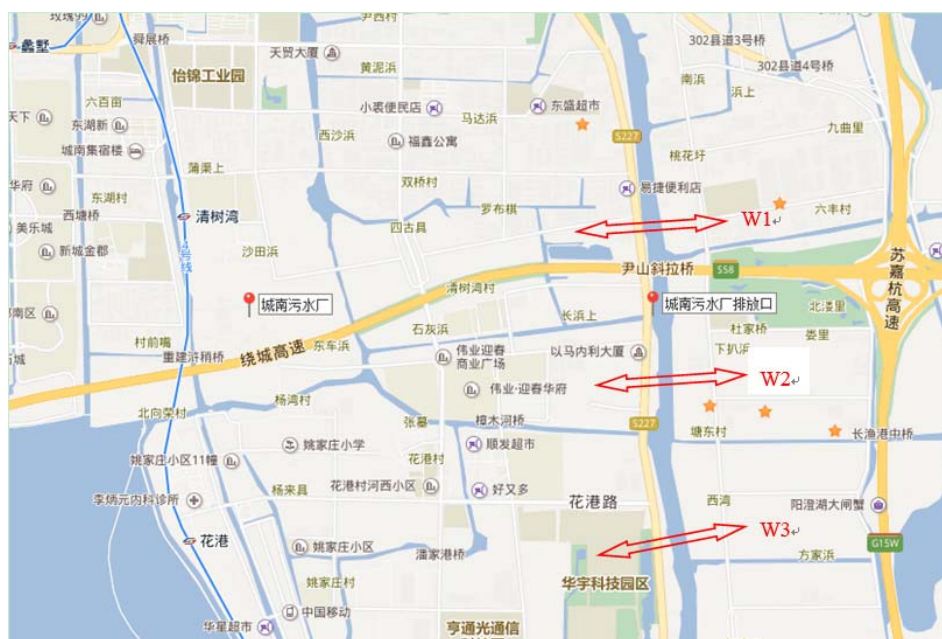 玫瑰99
尹西村
蠡墅
舜展桥
天贸大厦
302县道3号桥
302县道4号桥
怡锦工业园
黄泥浜
南浜
六百亩
小裘便民店
东盛超市
浜上
天下
东湖新
马达浜
九曲里
S227
西沙浜
福鑫公寓
城南集宿楼
桃花圩
蒲渠上
华府
双桥村
易捷便利店
东湖村
罗布棋
六丰村
西塘桥
清树湾
美乐城
四古具
W1
新城金郡
沙田浜
4号线
尹山斜拉桥
S58
苏嘉杭高速
清树湾村
城南污水厂
城南污水厂排放口
北溇里
南区
长浜上
石灰浜
杜家桥
娄里
村前嘴
东车浜
下扒浜
重建浒稍桥
绕城高速
伟业迎春
商业广场
以马内利大厦
W2
伟业·迎春华府
杨湾村
北向荣村
张墓
樟木河桥
S227
塘东村
长渔港中桥
姚家庄小学
顺发超市
姚家庄小区11幢
花港村
杨来具
花港村河西小区
好又多
李炳元内科诊所
花港路
西湾
阳澄湖大闸蟹
W3
花港
姚家庄小区
潘家港桥
G15W
方家浜
姚家庄村
华宇科技园区
中国移动
华星超市
亨通光通信